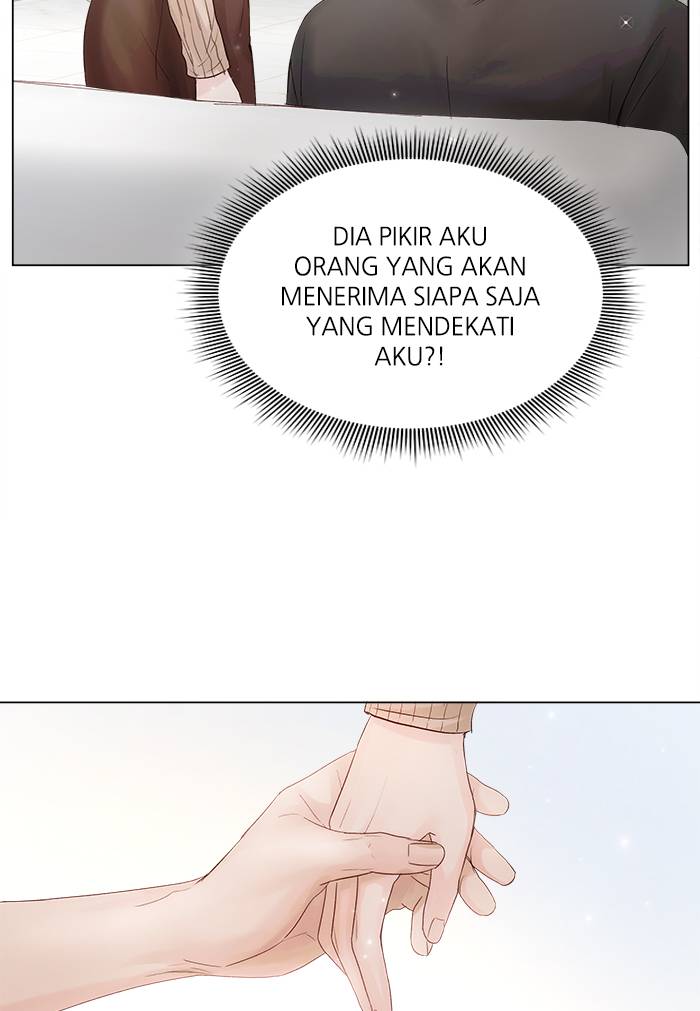 DIA PIKIR AKU
ORANG YANG AKAN
MENERIMA SIAPA SAJA
YANG MENDEKATI
AKU?!